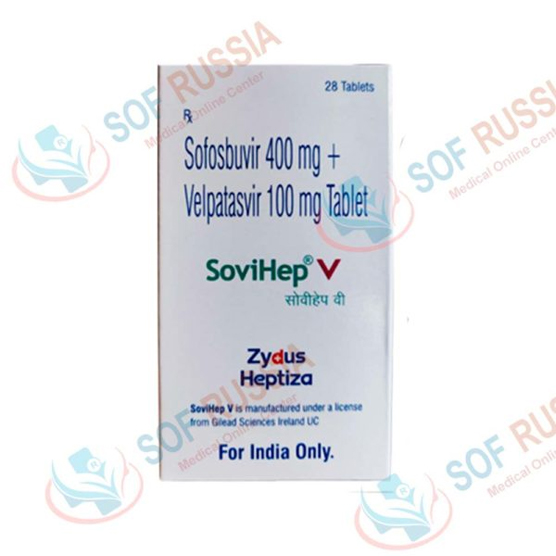 28 Tablets
Rx
Sofosbuvir 400 mg +
Velpatasvir 100 mg Tablet
SoviHep® V
सोवीहेप वी
Zydus
Heptiza
SoviHep V is manufactured under a license
from Gilead Sciences Ireland UC
For India Only.
SOF RUSSIA
Medical Online Center
SOF RUSSIA
Medical Online Center
SOF RUSSIA
Medical Online Center
SOF RUSSIA
Medical Online Center